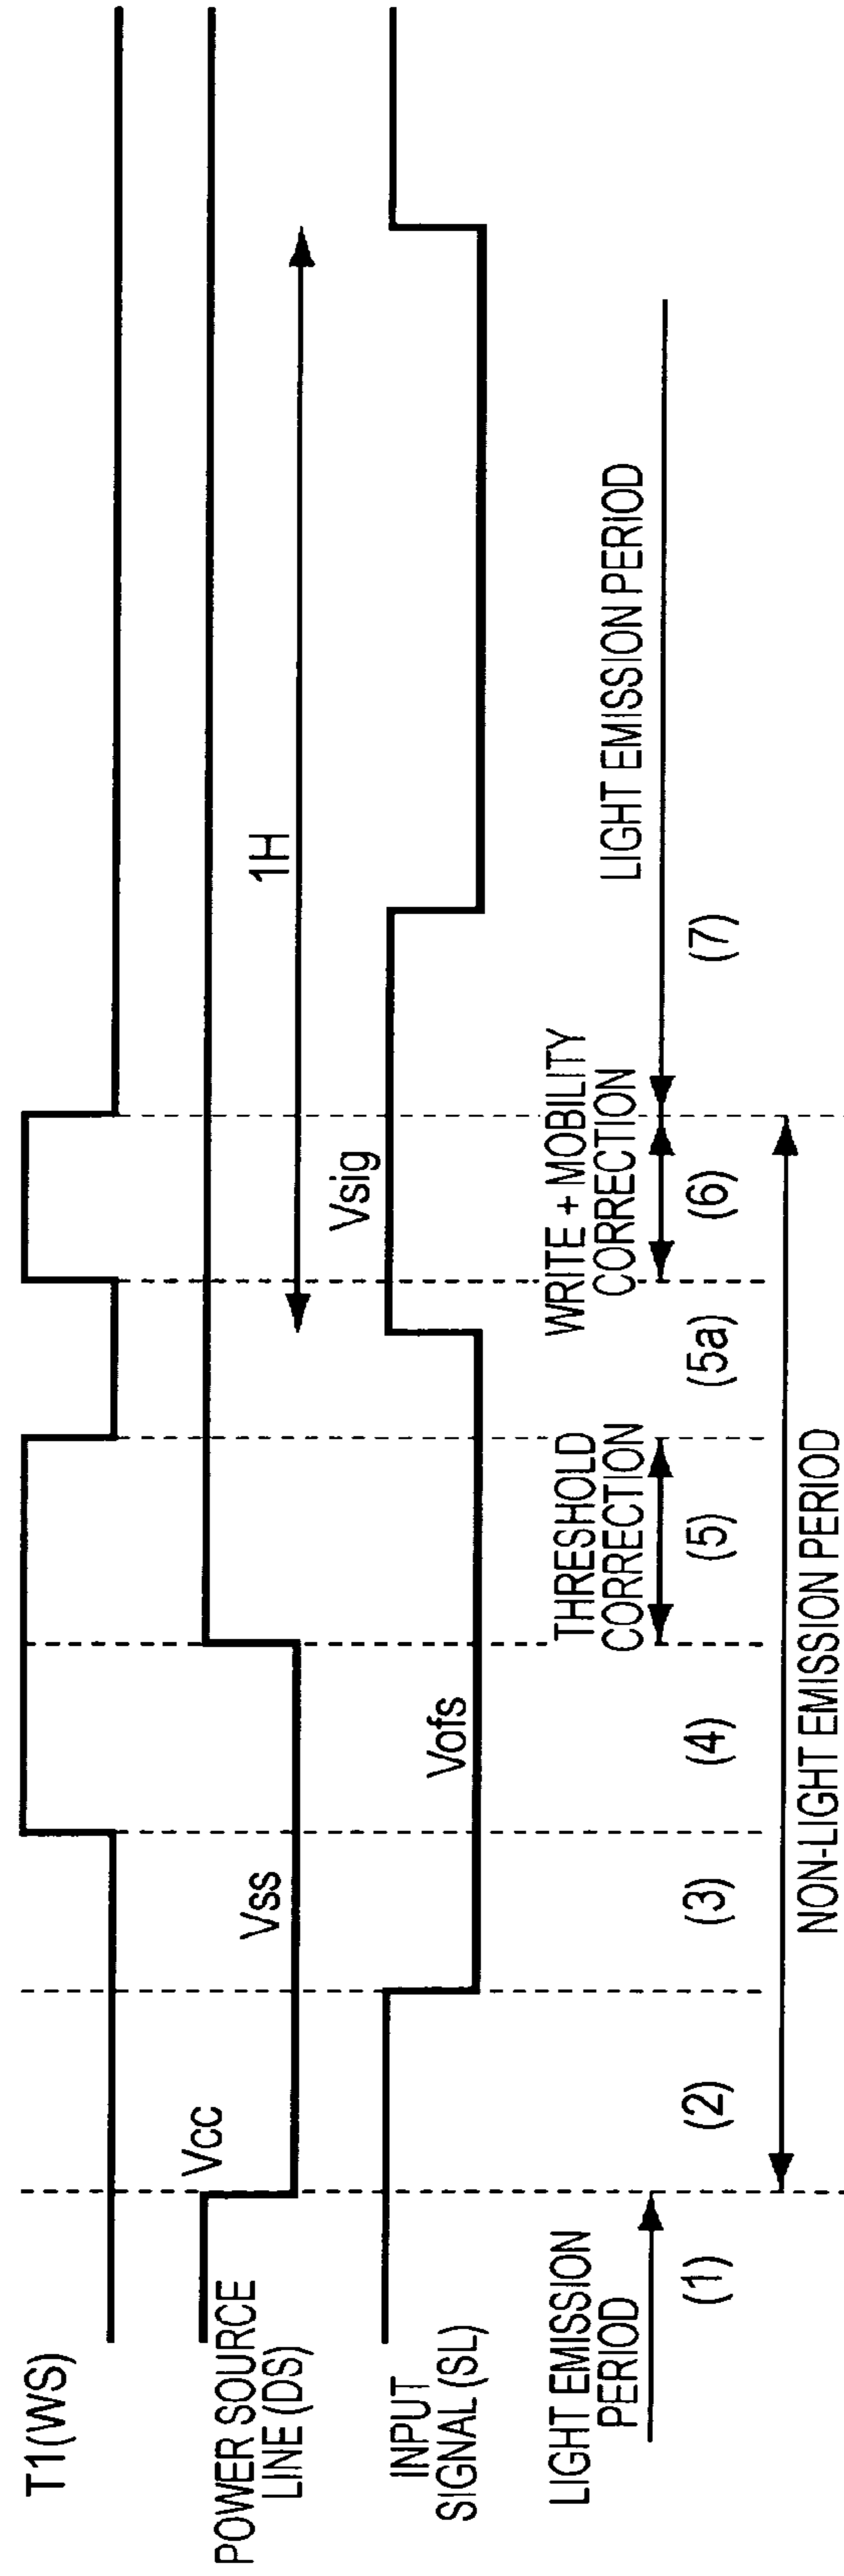 T1(WS)
POWER SOURCE
LINE (DS)
Vcc
Vss
1H
INPUT
SIGNAL (SL)
Vofs
Vsig
LIGHT EMISSION
PERIOD
THRESHOLD
CORRECTION
WRITE + MOBILITY
CORRECTION
LIGHT EMISSION PERIOD
(1)
(2)
(3)
(4)
(5)
(5a)
(6)
(7)
NON-LIGHT EMISSION PERIOD